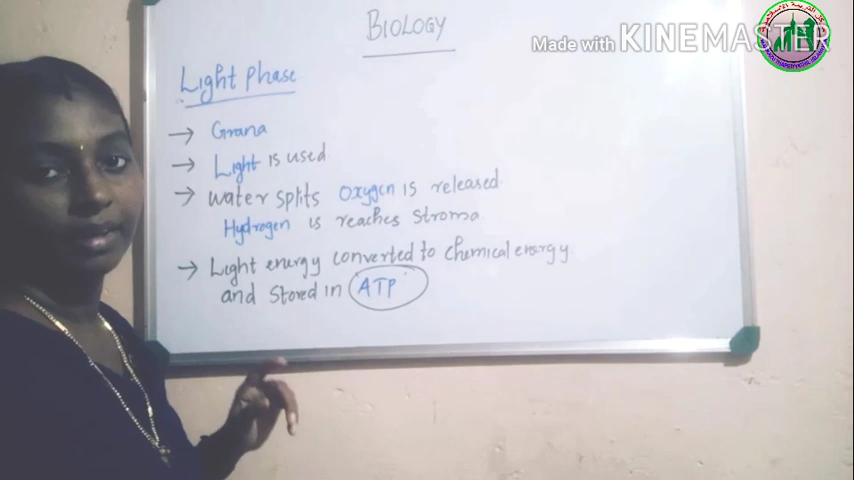 BIOLOGY
Made with KINEMASTER
Light Phase
→ Grana
→ Light is used
→ Water splits Oxygen is released.
Hydrogen is reaches Stroma
→ Light energy converted to chemical energy
and stored in ATP